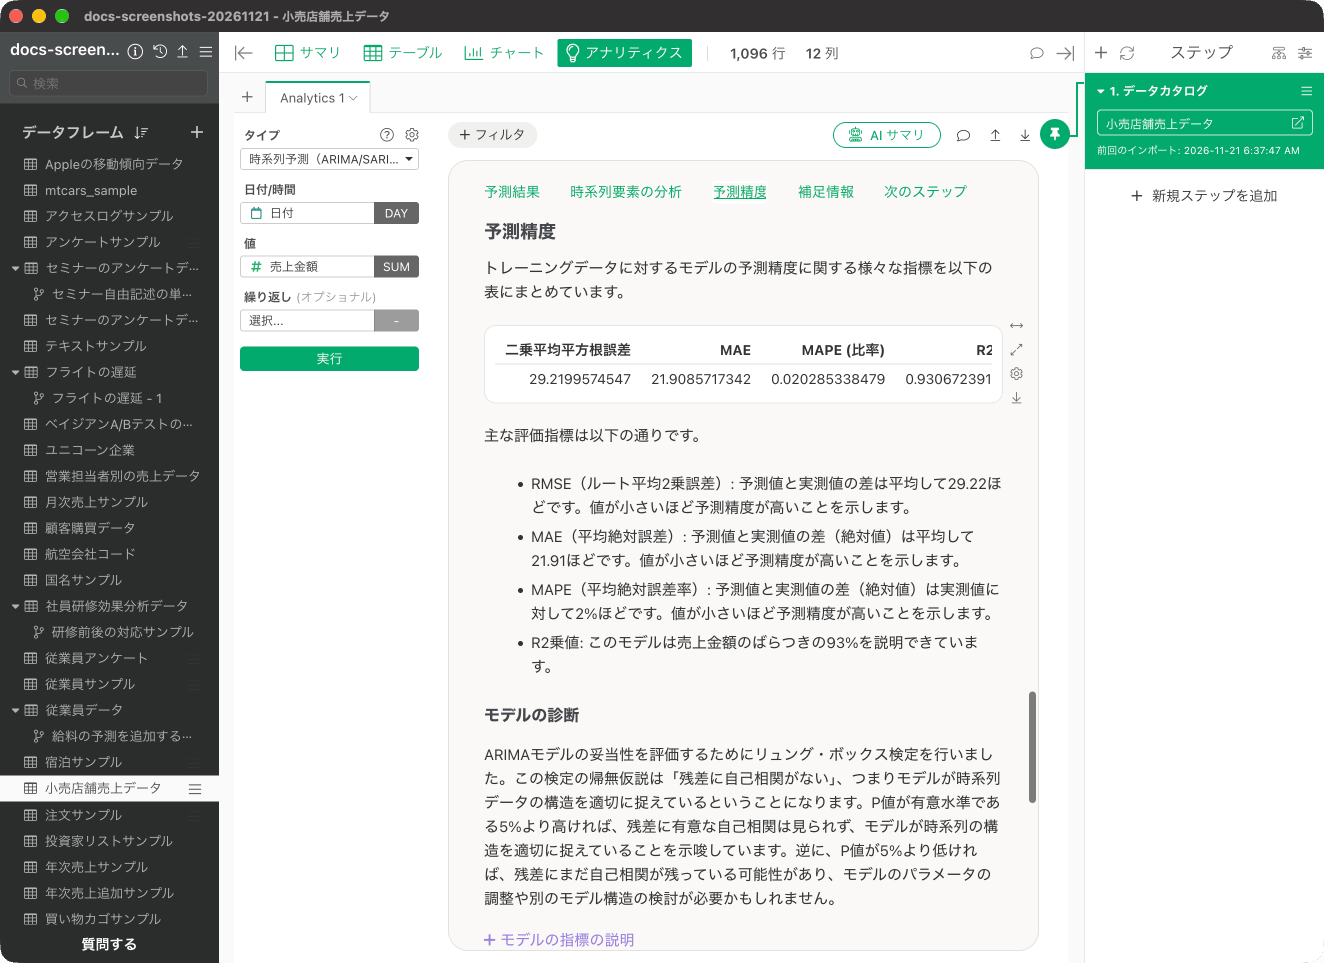 docs-screenshots-20261121 - 小売店舗売上データ
docs-screen...
検索
データフレーム
Appleの移動傾向データ
mtcars_sample
アクセスログサンプル
アンケートサンプル
セミナーのアンケートデ...
セミナー自由記述の単...
セミナーのアンケートデ...
テキストサンプル
フライトの遅延
フライトの遅延 - 1
ベイジアンA/Bテストの...
ユニコーン企業
営業担当者別の売上データ
月次売上サンプル
顧客購買データ
航空会社コード
国名サンプル
社員研修効果分析データ
研修前後の対応サンプル
従業員アンケート
従業員サンプル
従業員データ
給料の予測を追加する...
宿泊サンプル
小売店舗売上データ
注文サンプル
投資家リストサンプル
年次売上サンプル
年次売上追加サンプル
買い物カゴサンプル
質問する
サマリ
テーブル
チャート
アナリティクス
1,096 行
12 列
Analytics 1
タイプ
時系列予測（ARIMA/SARI...
日付/時間
日付
DAY
値
売上金額
SUM
繰り返し (オプショナル)
選択...
-
実行
+ フィルタ
AI サマリ
予測結果
時系列要素の分析
予測精度
補足情報
次のステップ
予測精度
トレーニングデータに対するモデルの予測精度に関する様々な指標を以下の
表にまとめています。
二乗平均平方根誤差 MAE MAPE (比率) R2
29.2199574547 21.9085717342 0.020285338479 0.930672391
主な評価指標は以下の通りです。
• RMSE（ルート平均2乗誤差）: 予測値と実測値の差は平均して29.22ほ
どです。値が小さいほど予測精度が高いことを示します。
• MAE（平均絶対誤差）: 予測値と実測値の差（絶対値）は平均して
21.91ほどです。値が小さいほど予測精度が高いことを示します。
• MAPE（平均絶対誤差率）: 予測値と実測値の差（絶対値）は実測値に
対して2%ほどです。値が小さいほど予測精度が高いことを示します。
• R2乗値: このモデルは売上金額のばらつきの93%を説明できていま
す。
モデルの診断
ARIMAモデルの妥当性を評価するためにリュング・ボックス検定を行いまし
た。この検定の帰無仮説は「残差に自己相関がない」、つまりモデルが時系列
データの構造を適切に捉えているということになります。P値が有意水準であ
る5%より高ければ、残差に有意な自己相関は見られず、モデルが時系列の構
造を適切に捉えていることを示唆しています。逆に、P値が5%より低けれ
ば、残差にまだ自己相関が残っている可能性があり、モデルのパラメータの
調整や別のモデル構造の検討が必要かもしれません。
+ モデルの指標の説明
ステップ
1. データカタログ
小売店舗売上データ
前回のインポート: 2026-11-21 6:37:47 AM
+ 新規ステップを追加